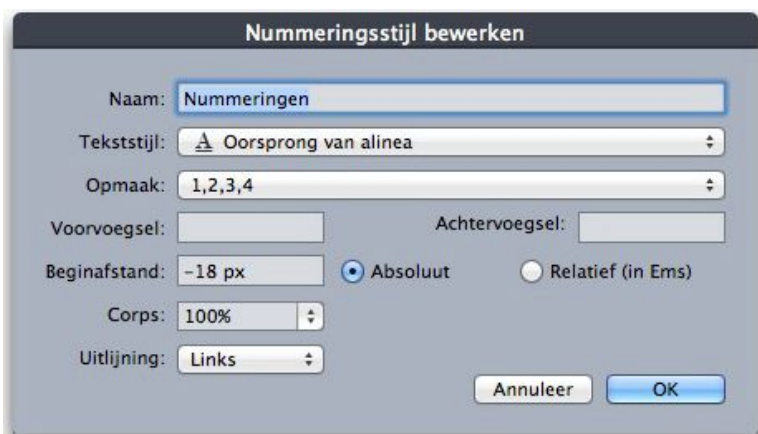 Nummeringsstijl bewerken
Naam: Nummeringen
Tekststijl: A Oorsprong van alinea
Opmaak: 1,2,3,4
Voorvoegsel: Achtervoegsel:
Beginafstand: -18 px Absoluut Relatief (in Ems)
Corps: 100%
Uitlijning: Links
Annuleer OK